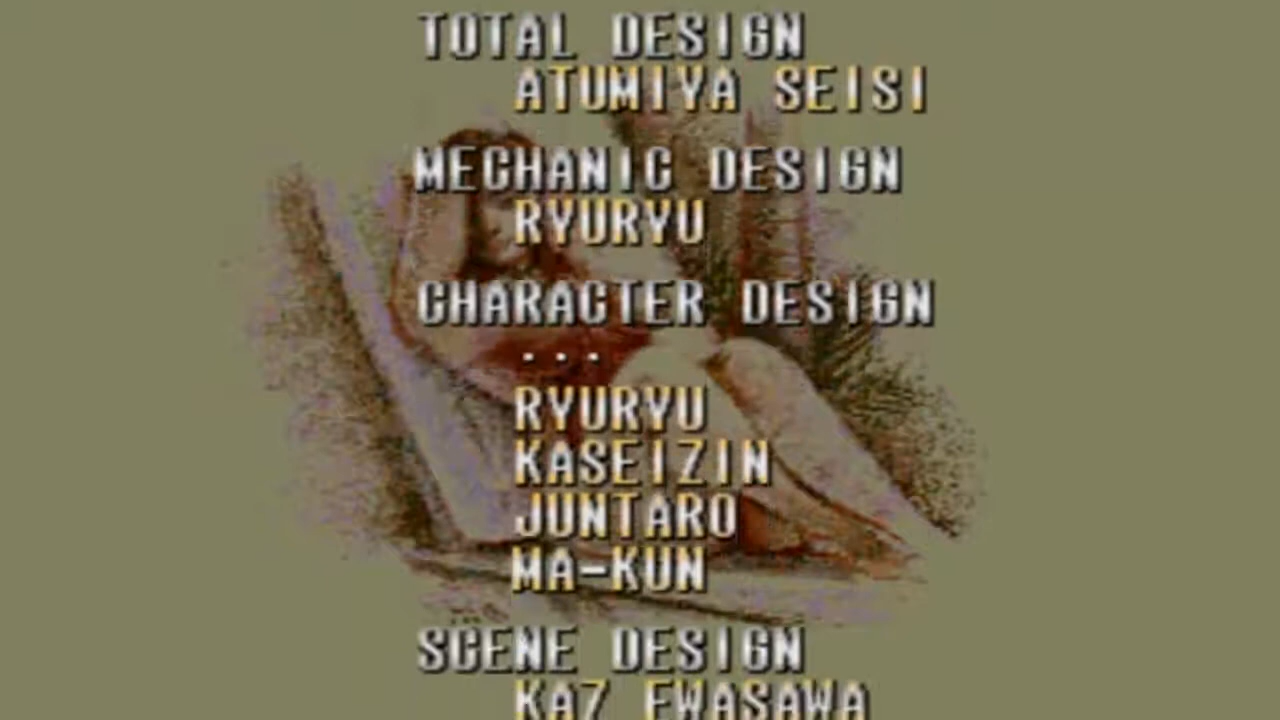 TOTAL DESIGN
ATUMIYA SEISI
MECHANIC DESIGN
RYURYU
CHARACTER DESIGN
...
RYURYU
KASEIZIN
JUNTARO
MA-KUN
SCENE DESIGN
KAZ EWASAWA